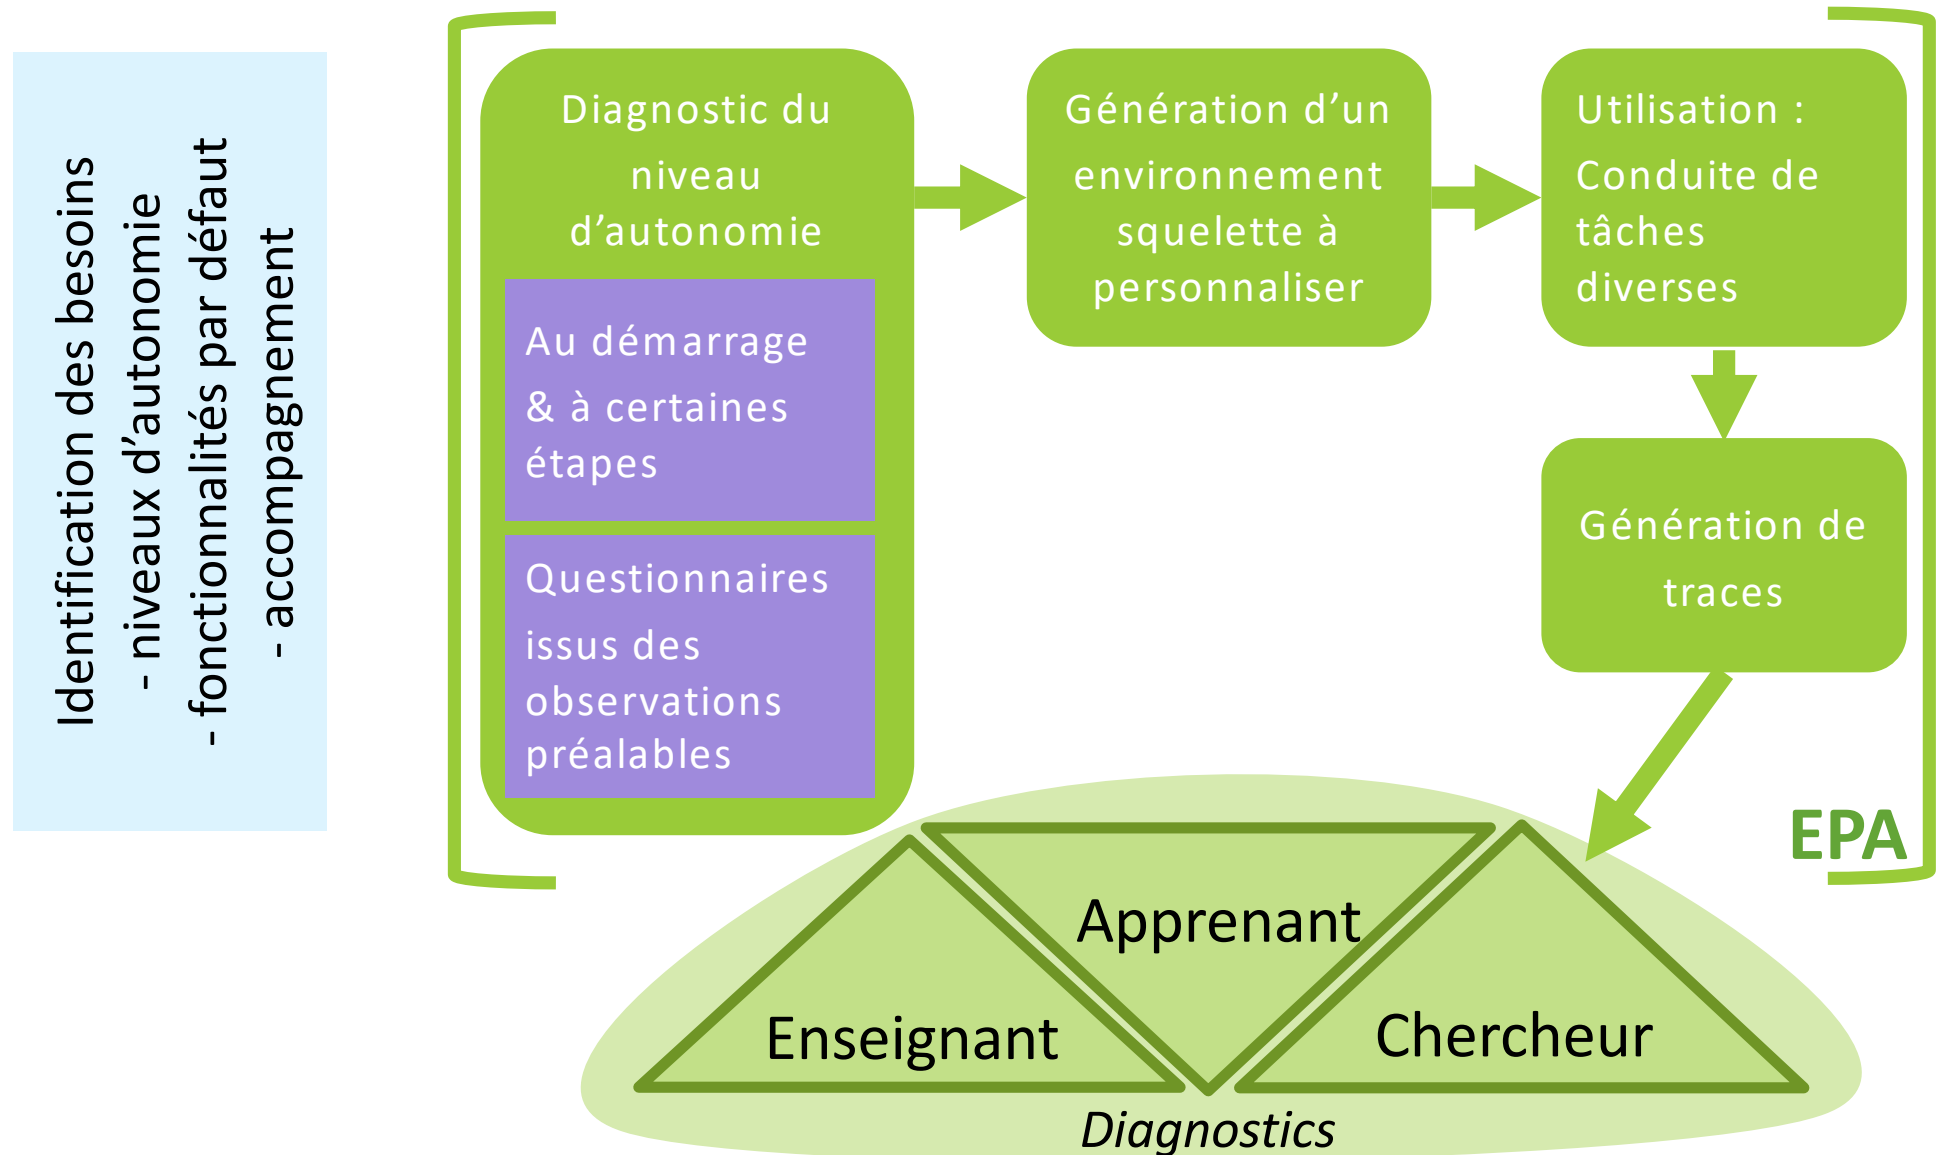 Identification des besoins
- niveaux d’autonomie
- fonctionnalités par défaut
- accompagnement
Diagnostic du
niveau
d’autonomie
Au démarrage
& à certaines
étapes
Questionnaires
issus des
observations
préalables
Génération d’un
environnement
squelette à
personnaliser
Utilisation :
Conduite de
tâches
diverses
Génération de
traces
EPA
Apprenant
Enseignant
Chercheur
Diagnostics